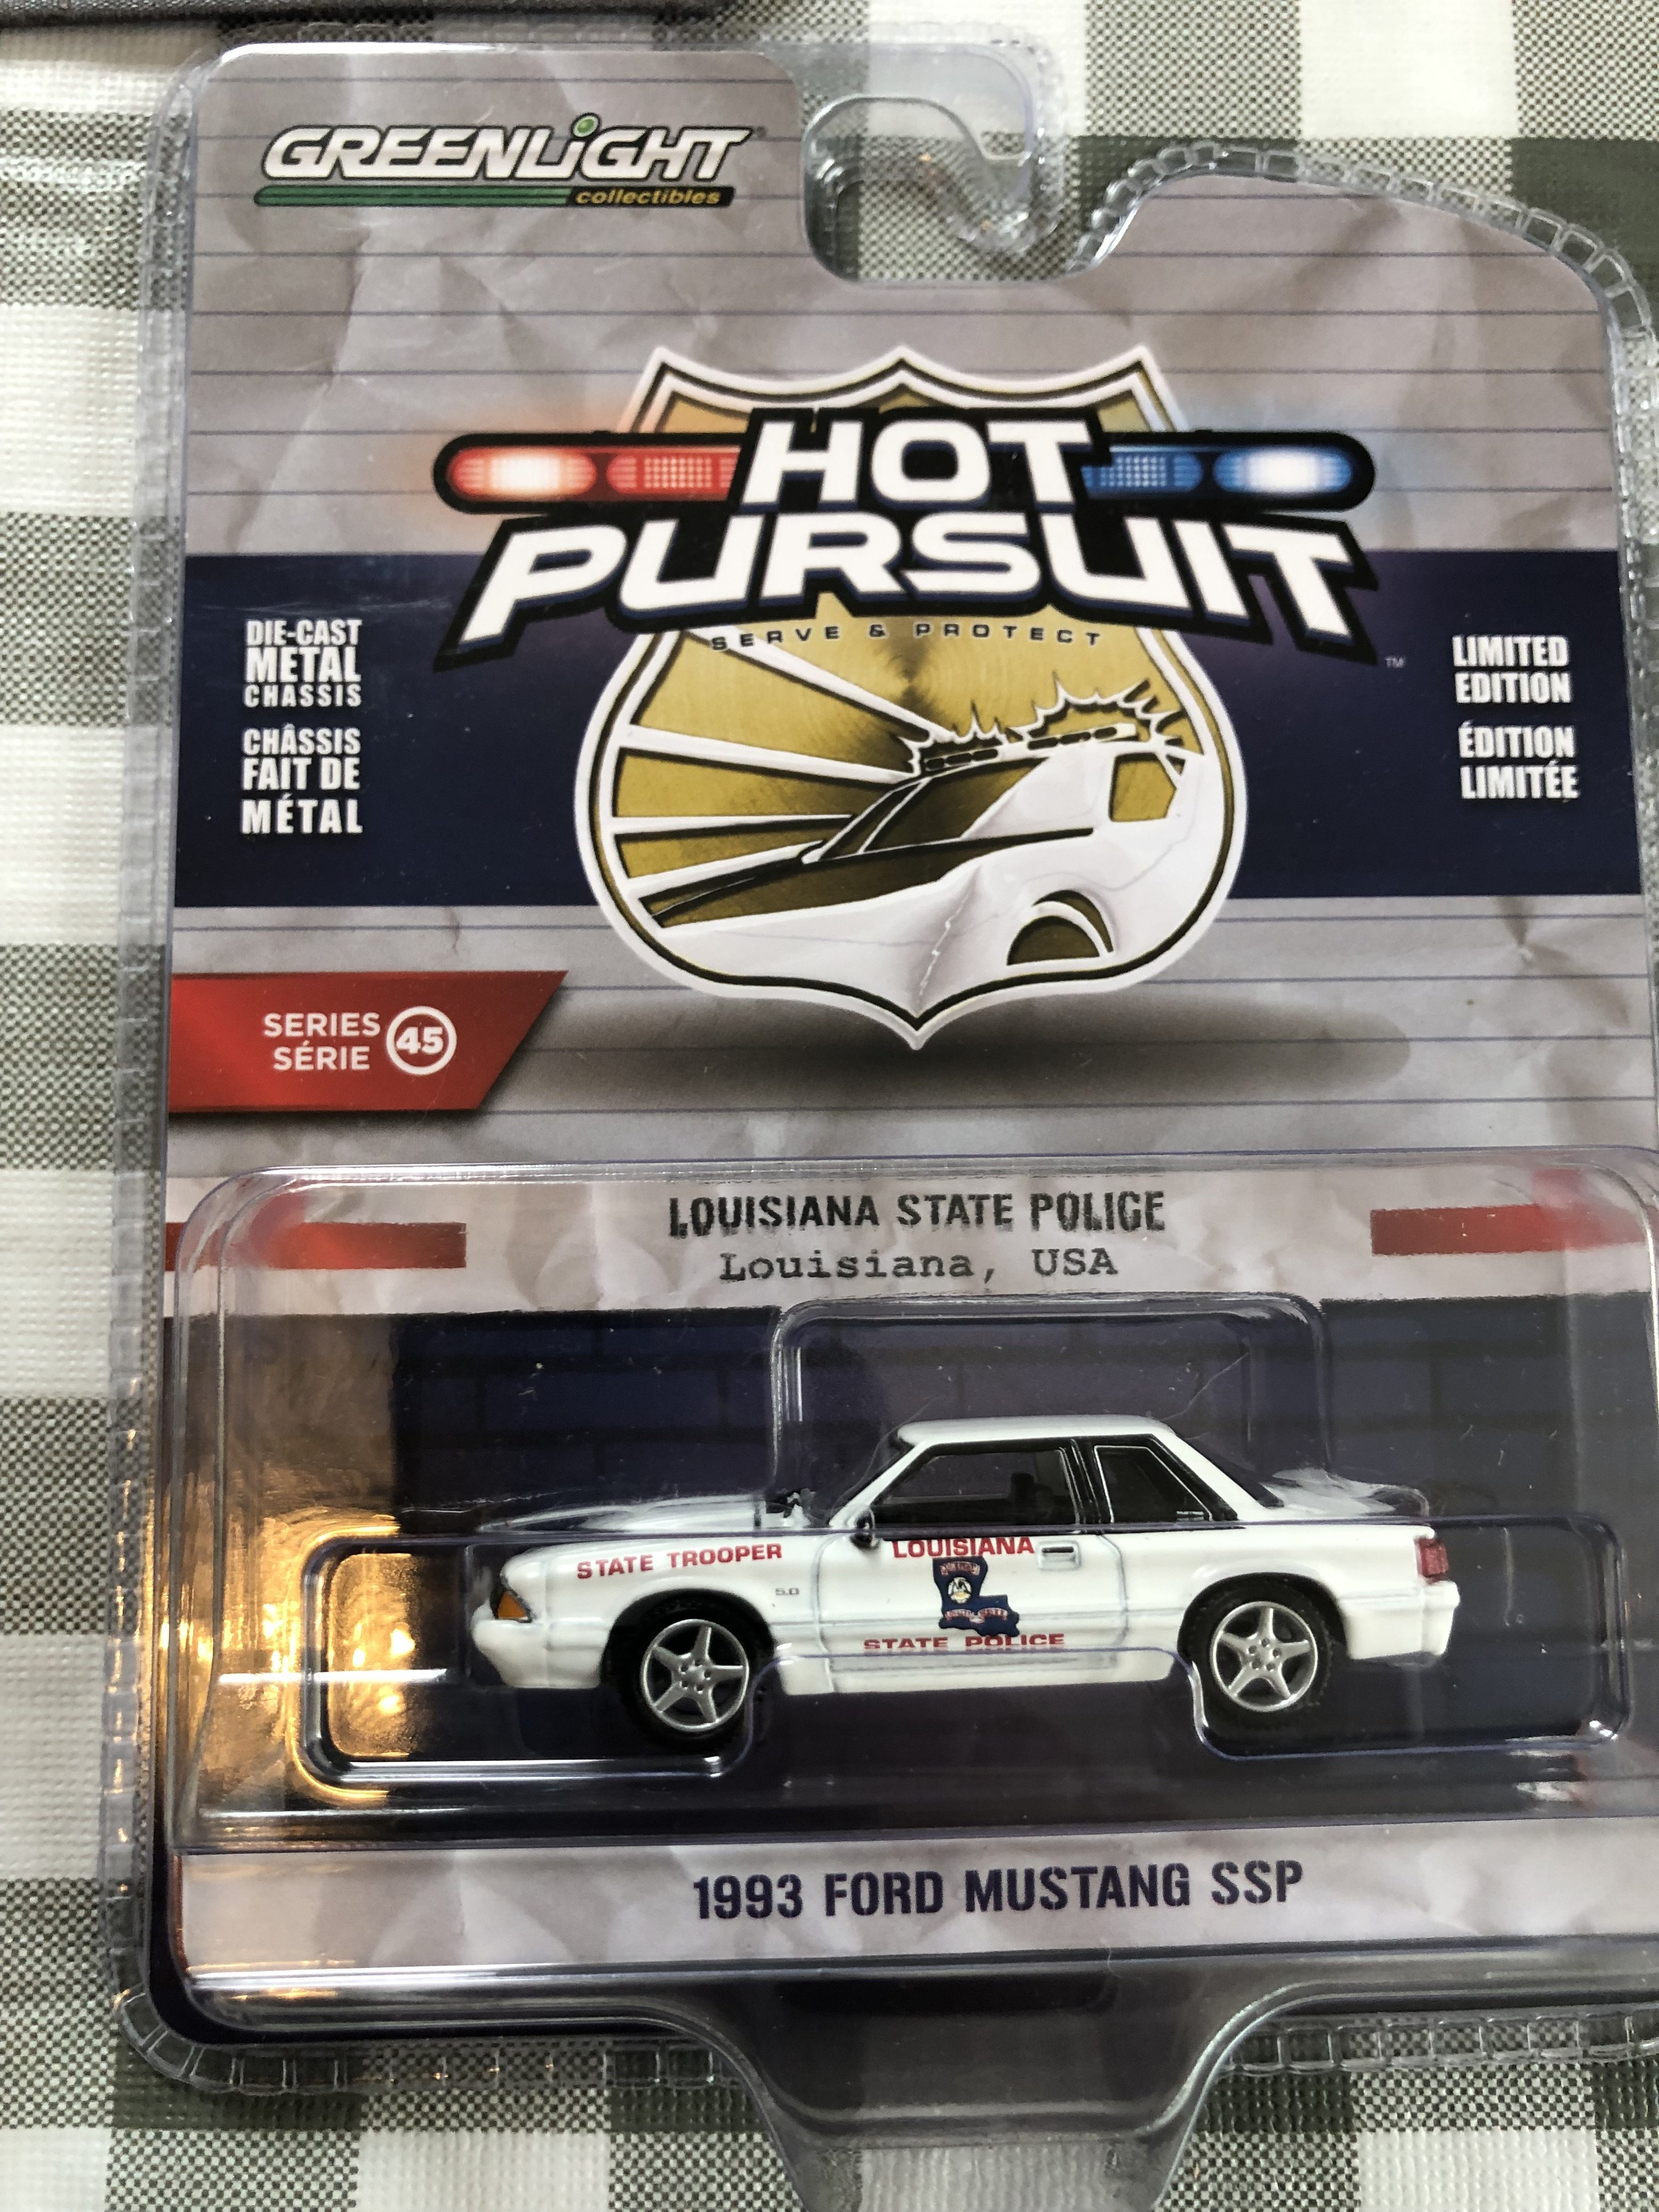 GREENLiGHT
collectibles
HOT
PURSUIT
SERVE & PROTECT
TM
DIE-CAST
METAL
CHASSIS
CHÂSSIS
FAIT DE
MÉTAL
LIMITED
EDITION
ÉDITION
LIMITÉE
SERIES
SÉRIE
45
LOUISIANA STATE POLICE
Louisiana, USA
STATE TROOPER
5.0
LOUISIANA
STATE POLICE
1993 FORD MUSTANG SSP